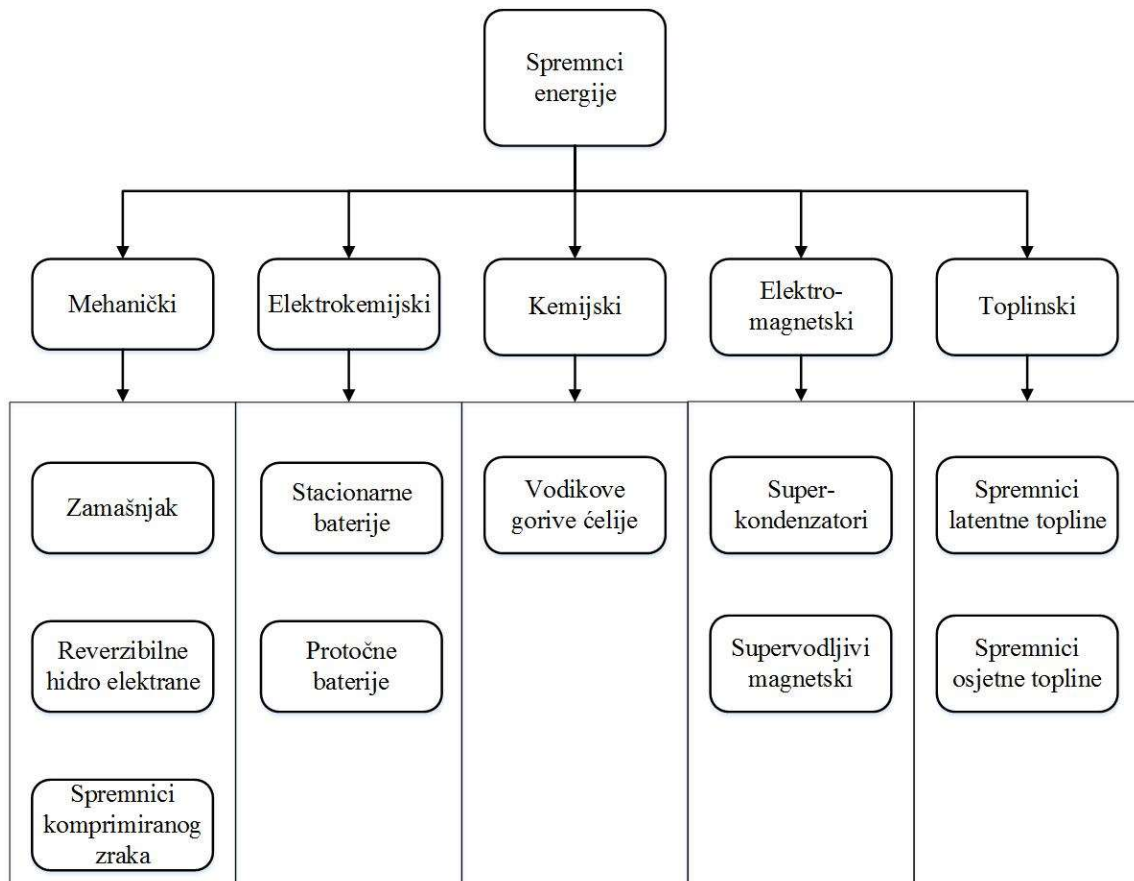 Spremnci
energije
Mehanički
Elektrokemijski
Kemijski
Elektro-
magnetski
Toplinski
Zamašnjak
Reverzibilne
hidro elektrane
Spremnici
komprimiranog
zraka
Stacionarne
baterije
Protočne
baterije
Vodikove
gorive ćelije
Super-
kondenzatori
Supervodljivi
magnetski
Spremnici
latentne topline
Spremnici
osjetne topline